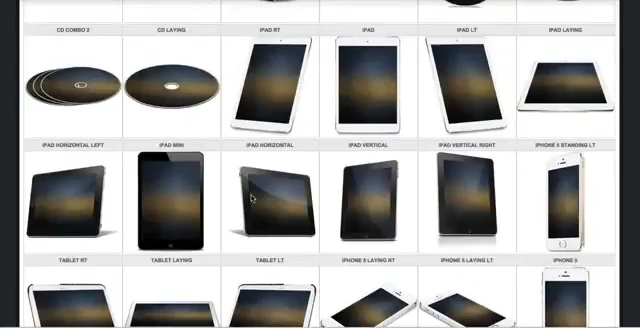 CD COMBO 2 CD LAYING IPAD RT IPAD IPAD LT IPAD LAYING
IPAD HORIZONTAL LEFT IPAD MINI IPAD HORIZONTAL IPAD VERTICAL IPAD VERTICAL RIGHT IPHONE 5 STANDING LT
TABLET RT TABLET LAYING TABLET LT IPHONE 5 LAYING RT IPHONE 5 LAYING LT IPHONE 5